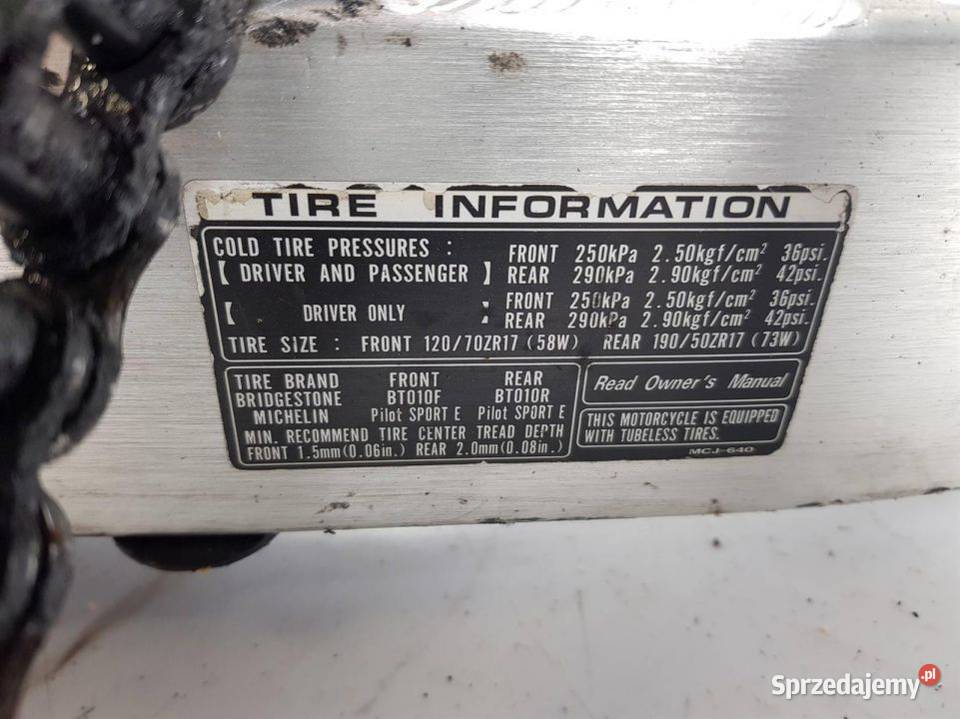 TIRE INFORMATION
COLD TIRE PRESSURES : FRONT 250kPa 2.50kgf/cm² 36psi.
【 DRIVER AND PASSENGER 】 REAR 290kPa 2.90kgf/cm² 42psi.
【 DRIVER ONLY : FRONT 250kPa 2.50kgf/cm² 36psi.
REAR 290kPa 2.90kgf/cm² 42psi.
TIRE SIZE : FRONT 120/70ZR17 (58W) REAR 190/50ZR17 (73W)
TIRE BRAND FRONT REAR
BRIDGESTONE BT010F BT010R
MICHELIN Pilot SPORT E Pilot SPORT E
MIN. RECOMMEND TIRE CENTER TREAD DEPTH
FRONT 1.5mm(0.06in.) REAR 2.0mm(0.08in.)
Read Owner's Manual
THIS MOTORCYCLE IS EQUIPPED
WITH TUBELESS TIRES.
MCJ-640
Sprzedajemy.pl